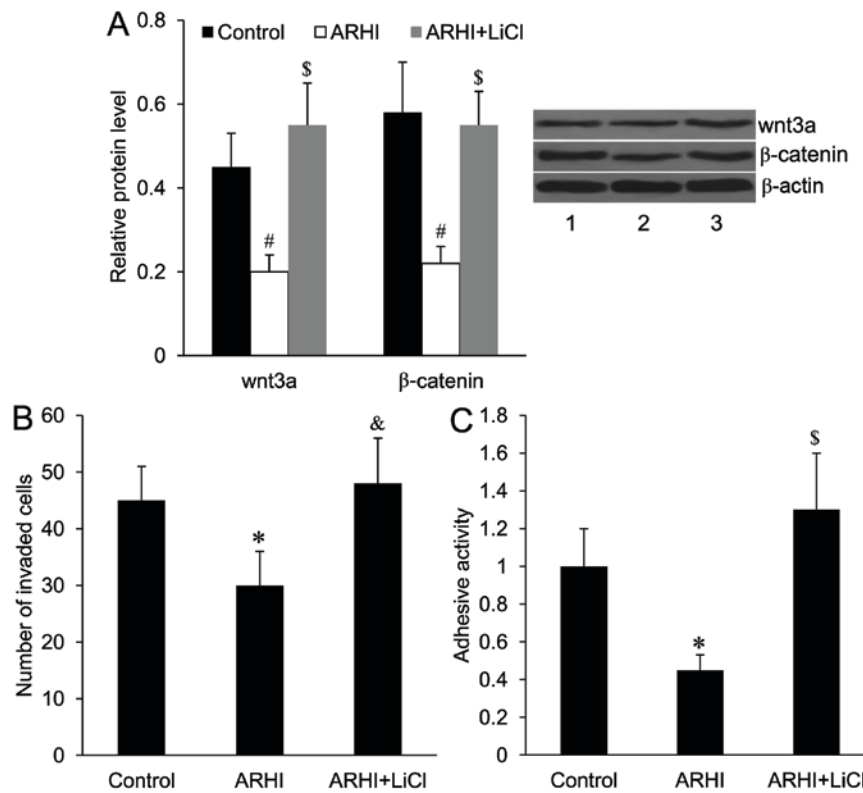 A
Control ARHI ARHI+LiCl
Relative protein level
0.8
0.6
0.4
0.2
0
# $ # $
wnt3a β-catenin
wnt3a
β-catenin
β-actin
1 2 3
B
Number of invaded cells
60
50
40
30
20
10
0
* &
Control ARHI ARHI+LiCl
C
Adhesive activity
1.8
1.6
1.4
1.2
1
0.8
0.6
0.4
0.2
0
* $
Control ARHI ARHI+LiCl